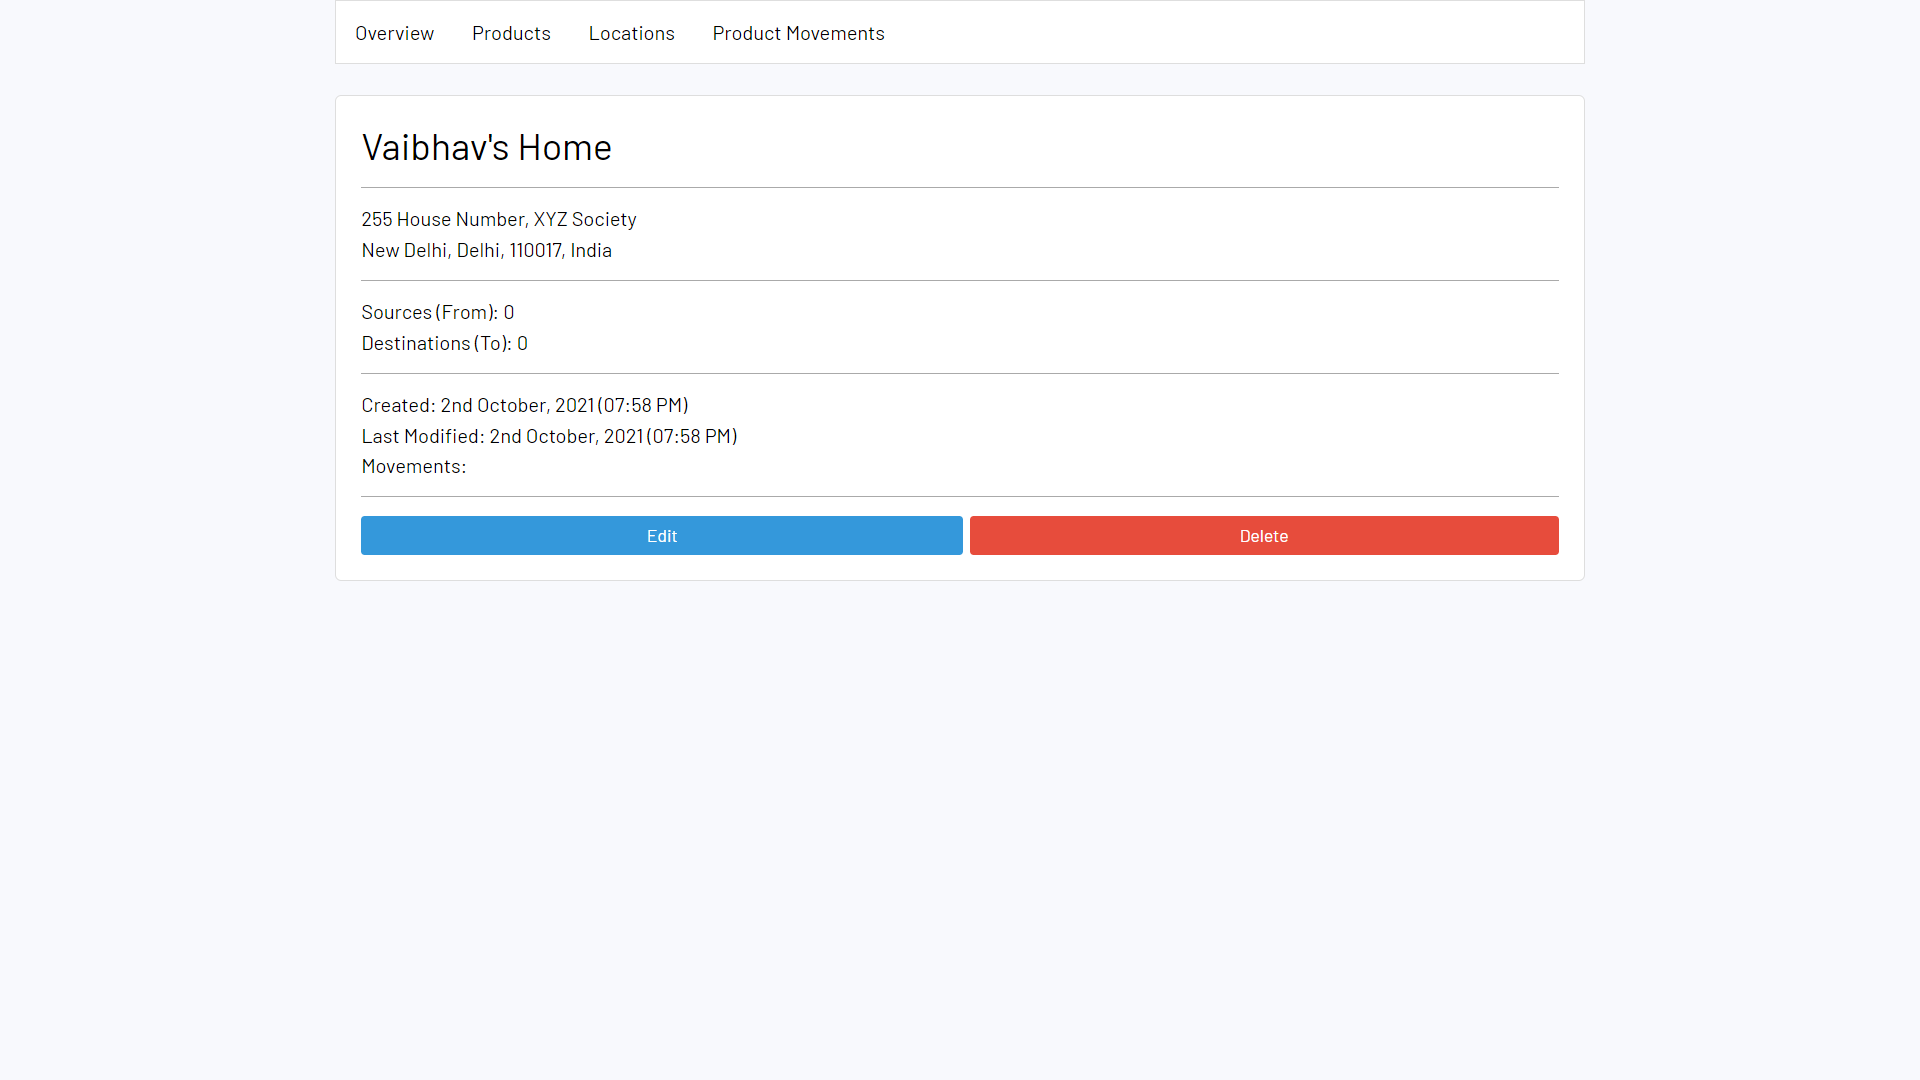 Overview Products Locations Product Movements
Vaibhav's Home
255 House Number, XYZ Society
New Delhi, Delhi, 110017, India
Sources (From): 0
Destinations (To): 0
Created: 2nd October, 2021 (07:58 PM)
Last Modified: 2nd October, 2021 (07:58 PM)
Movements:
Edit Delete